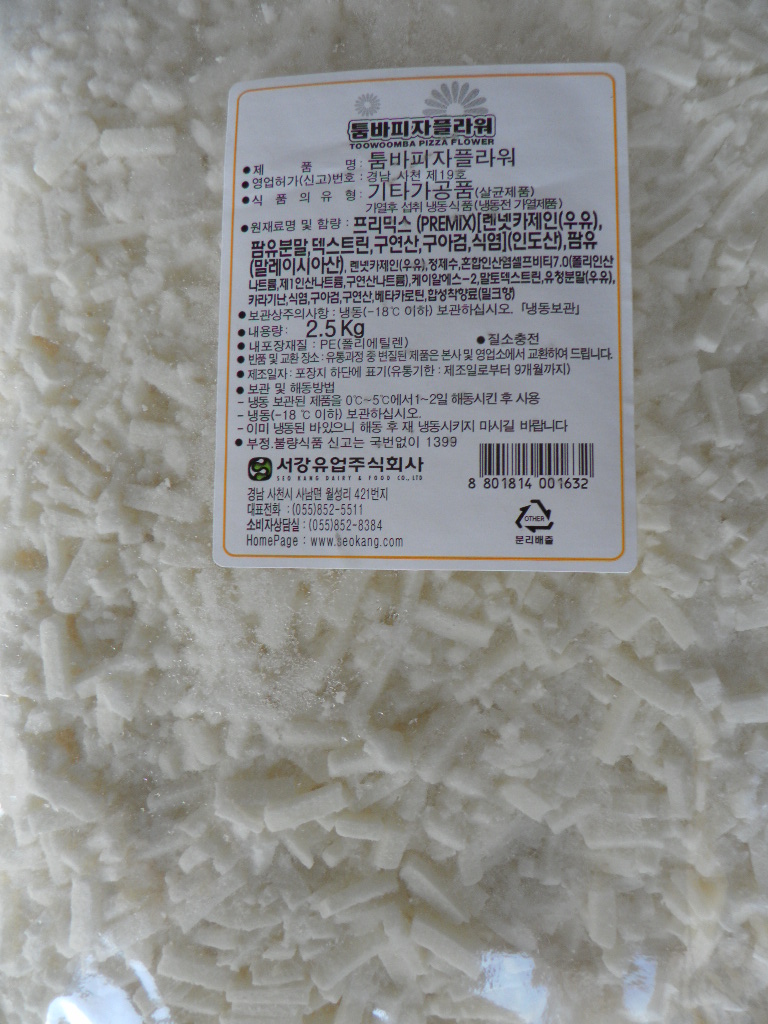 툼바피자플라워
TOOWOOMBA PIZZA FLOWER
● 제 품 명 : 툼바피자플라워
● 영업허가(신고)번호 : 경남 사천 제19호
● 식 품 의 유 형 : 기타가공품(살균제품)
가열후 섭취 냉동식품(냉동전 가열제품)
● 원재료명 및 함량 : 프리믹스 (PREMIX)[렌넷카제인(우유),
팜유분말,덱스트린,구연산,구아검,식염](인도산),팜유
(말레이시아산), 렌넷카제인(우유),정제수,혼합인산염셀프비티7.0(폴리인산
나트륨,제1인산나트륨,구연산나트륨),케이알에스-2,말토덱스트린,유청분말(우유),
카라기난,식염,구아검,구연산,베타카로틴,합성착향료(밀크향)
● 보관상주의사항 : 냉동(-18℃ 이하) 보관하십시오. 「냉동보관」
● 내용량: 2.5Kg
● 내포장재질 : PE(폴리에틸렌) ● 질소충전
● 반품 및 교환 장소 : 유통과정 중 변질된 제품은 본사 및 영업소에서 교환하여 드립니다.
● 제조일자 : 포장지 하단에 표기(유통기한 : 제조일로부터 9개월까지)
● 보관 및 해동방법
- 냉동 보관된 제품을 0℃~5℃에서1~2일 해동시킨 후 사용
- 냉동(-18 ℃ 이하) 보관하십시오.
- 이미 냉동된 바있으니 해동 후 재 냉동시키지 마시길 바랍니다
● 부정.불량식품 신고는 국번없이 1399
서강유업주식회사
SEO KANG DAIRY & FOOD CO., LTD
경남 사천시 사남면 월성리 421번지
대표전화 : (055)852-5511
소비자상담실 : (055)852-8384
HomePage : www.seokang.com
8 801814 001632
OTHER
분리배출